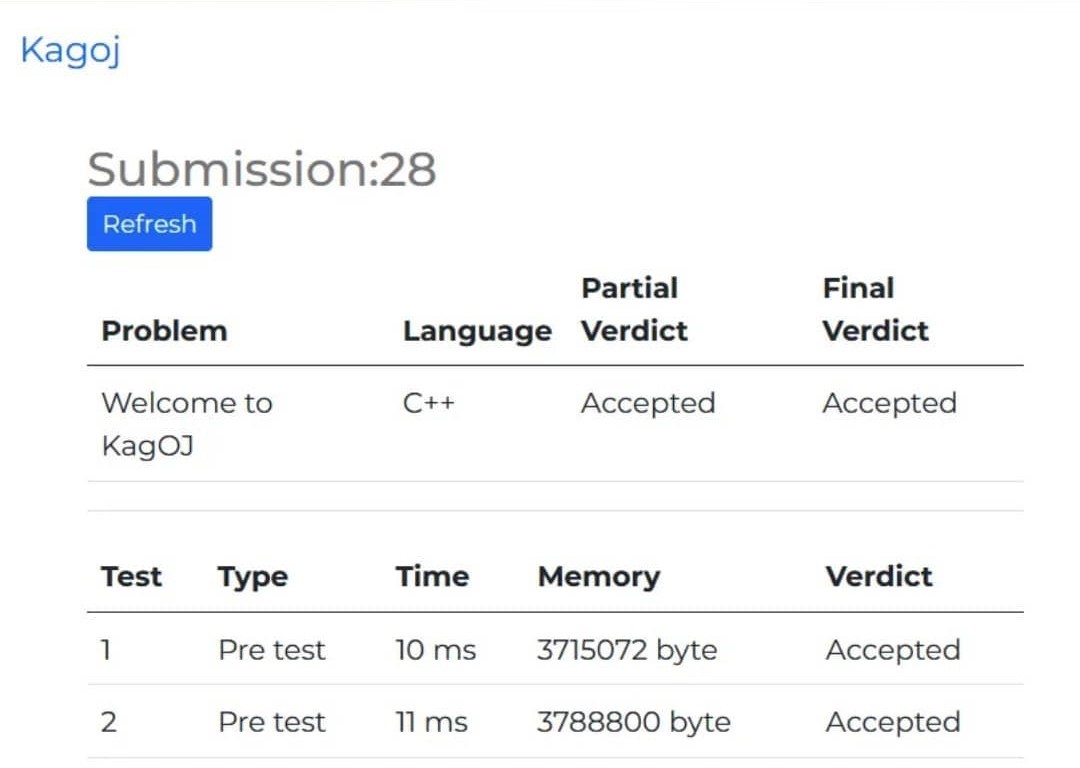 Kagoj
Submission:28
Refresh
Problem Language Partial Verdict Final Verdict
Welcome to KagOJ C++ Accepted Accepted
Test Type Time Memory Verdict
1 Pre test 10 ms 3715072 byte Accepted
2 Pre test 11 ms 3788800 byte Accepted